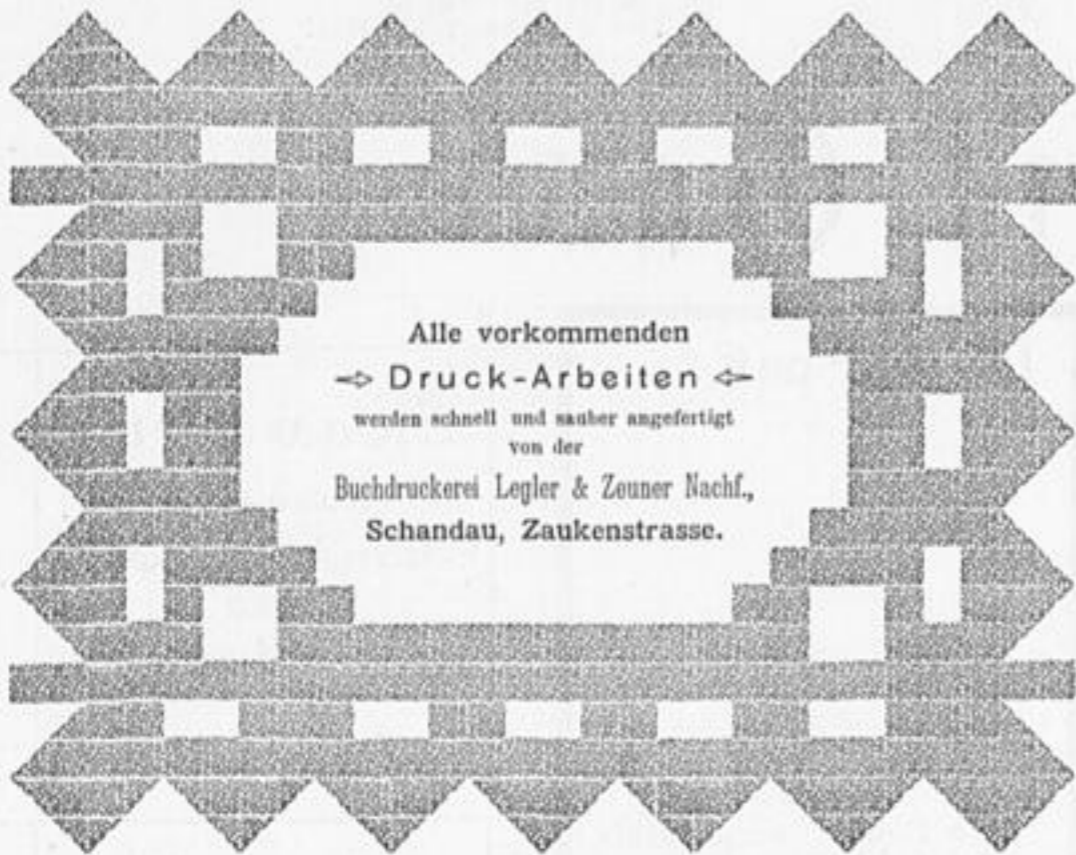 Alle vorkommenden
Druck-Arbeiten
werden schnell und sauber angefertigt
von der
Buchdruckerei Legler & Zeuner Nachf.,
Schandau, Zaukenstrasse.